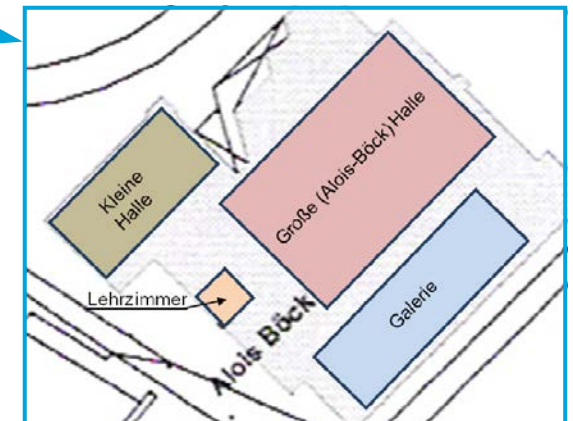 Kleine
Halle
Große (Alois-Böck) Halle
Lehrzimmer
Galerie
Alois Böck